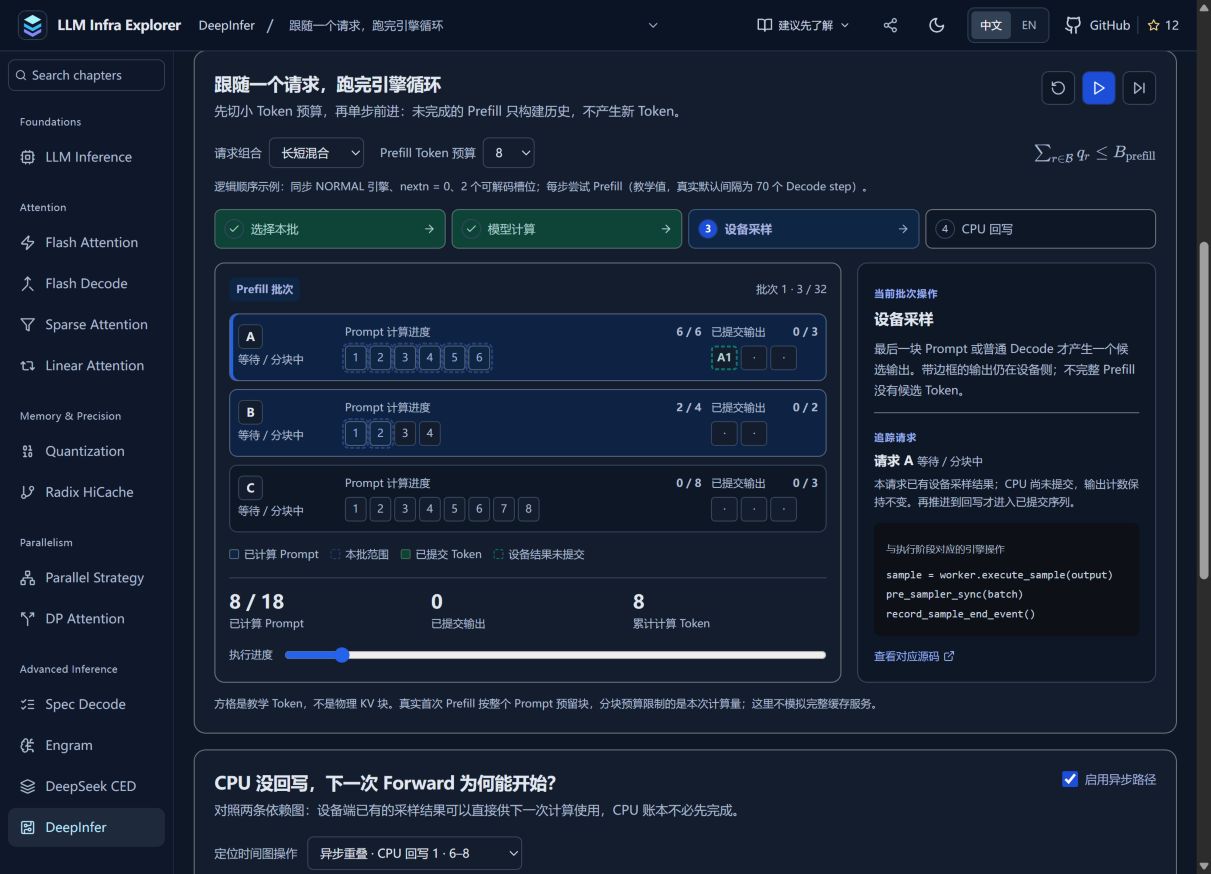 LLM Infra Explorer
DeepInfer / 跟随一个请求，跑完引擎循环
建议先了解
中文 EN
GitHub 12
Search chapters
Foundations
LLM Inference
Attention
Flash Attention
Flash Decode
Sparse Attention
Linear Attention
Memory & Precision
Quantization
Radix HiCache
Parallelism
Parallel Strategy
DP Attention
Advanced Inference
Spec Decode
Engram
DeepSeek CED
DeepInfer
跟随一个请求，跑完引擎循环
先切小 Token 预算，再单步前进：未完成的 Prefill 只构建历史，不产生新 Token。
请求组合 长短混合 Prefill Token 预算 8
∑r∈ℬ qr ≤ Bprefill
逻辑顺序示例：同步 NORMAL 引擎、nextn = 0、2 个可解码槽位；每步尝试 Prefill（教学值，真实默认间隔为 70 个 Decode step）。
选择本批 → 模型计算 → 3 设备采样 → 4 CPU 回写
Prefill 批次 批次 1 · 3 / 32
A Prompt 计算进度 6 / 6 已提交输出 0 / 3
等待 / 分块中 1 2 3 4 5 6 A1 · ·
B Prompt 计算进度 2 / 4 已提交输出 0 / 2
等待 / 分块中 1 2 3 4 · ·
C Prompt 计算进度 0 / 8 已提交输出 0 / 3
等待 / 分块中 1 2 3 4 5 6 7 8 · · ·
已计算 Prompt 本批范围 已提交 Token 设备结果未提交
8 / 18 0 8
已计算 Prompt 已提交输出 累计计算 Token
执行进度
当前批次操作
设备采样
最后一块 Prompt 或普通 Decode 才产生一个候
选输出。带边框的输出仍在设备侧；不完整 Prefill
没有候选 Token。
追踪请求
请求 A 等待 / 分块中
本请求已有设备采样结果；CPU 尚未提交，输出计数保
持不变。再推进到回写才进入已提交序列。
与执行阶段对应的引擎操作
sample = worker.execute_sample(output)
pre_sampler_sync(batch)
record_sample_end_event()
查看对应源码
方格是教学 Token，不是物理 KV 块。真实首次 Prefill 按整个 Prompt 预留块，分块预算限制的是本次计算量；这里不模拟完整缓存服务。
CPU 没回写，下一次 Forward 为何能开始？
启用异步路径
对照两条依赖图：设备端已有的采样结果可以直接供下一次计算使用，CPU 账本不必先完成。
定位时间图操作 异步重叠 · CPU 回写 1 · 6–8